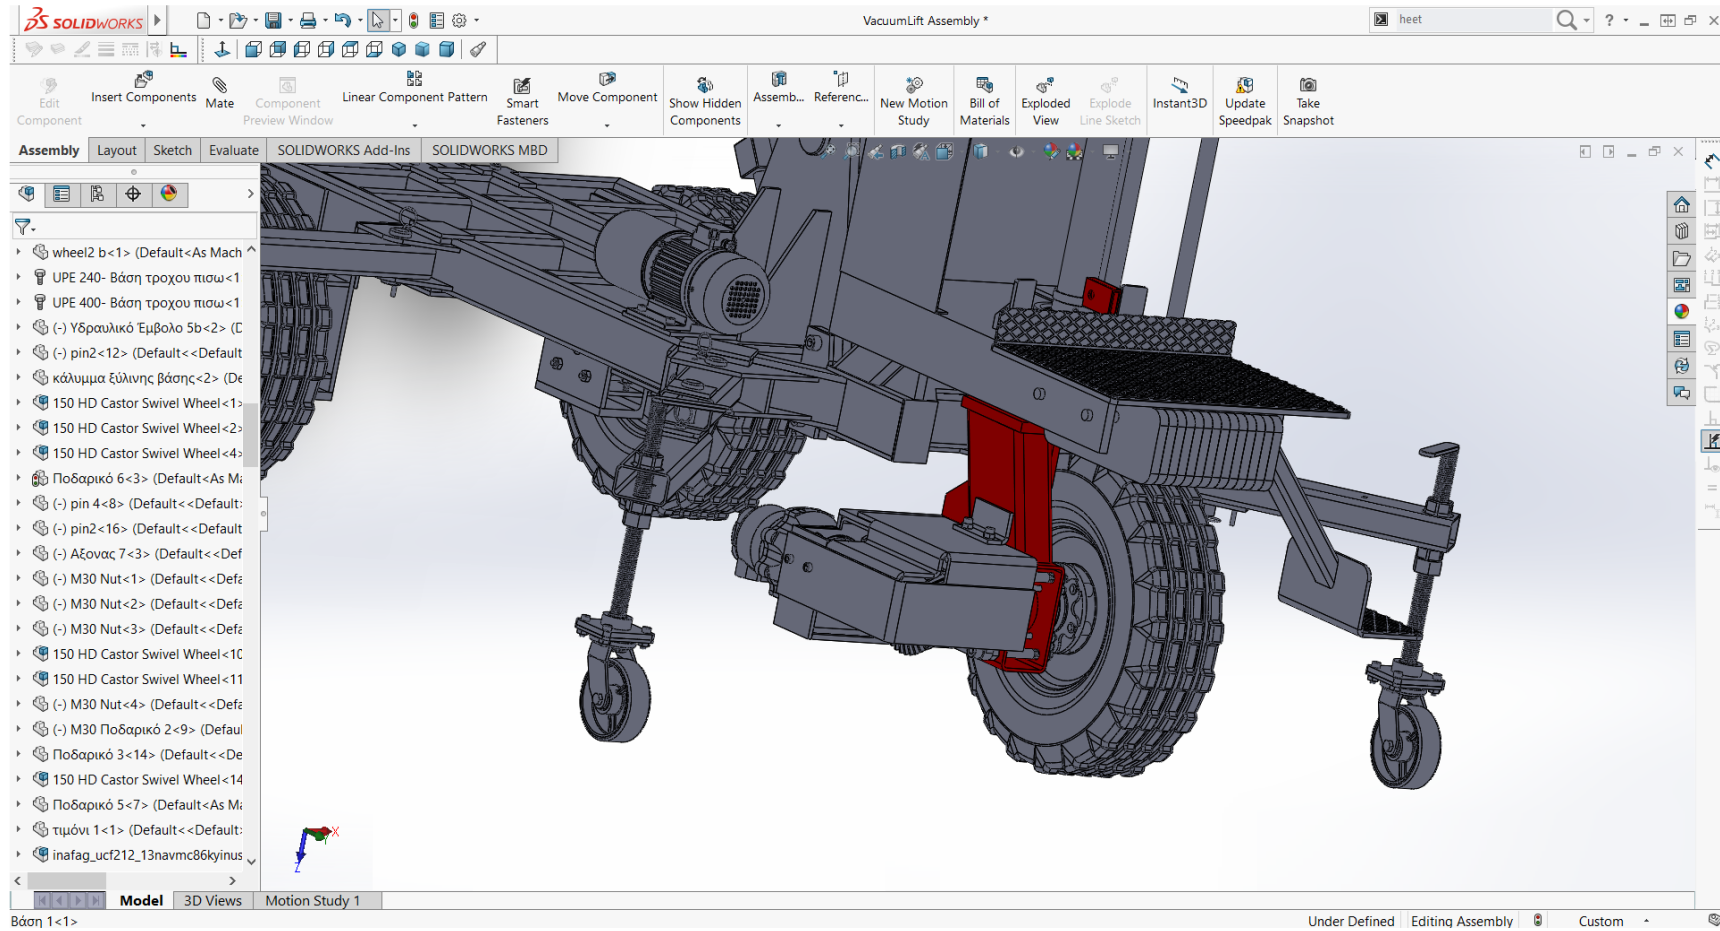 SOLIDWORKS
VacuumLift Assembly *
heet
?
Edit Component
Insert Components
Mate
Component Preview Window
Linear Component Pattern
Smart Fasteners
Move Component
Show Hidden Components
Assemb...
Referenc...
New Motion Study
Bill of Materials
Exploded View
Explode Line Sketch
Instant3D
Update Speedpak
Take Snapshot
Assembly Layout Sketch Evaluate SOLIDWORKS Add-Ins SOLIDWORKS MBD
wheel2 b<1> (Default<As Mach
UPE 240- Βάση τροχου πισω<1
UPE 400- Βάση τροχου πισω<1
(-) Υδραυλικό Έμβολο 5b<2> (D
(-) pin2<12> (Default<<Default
κάλυμμα ξύλινης βάσης<2> (De
150 HD Castor Swivel Wheel<1>
150 HD Castor Swivel Wheel<2>
150 HD Castor Swivel Wheel<4>
Ποδαρικό 6<3> (Default<As Ma
(-) pin 4<8> (Default<<Default>
(-) pin2<16> (Default<<Default
(-) Αξονας 7<3> (Default<<Def
(-) M30 Nut<1> (Default<<Defa
(-) M30 Nut<2> (Default<<Defa
(-) M30 Nut<3> (Default<<Defa
150 HD Castor Swivel Wheel<10
150 HD Castor Swivel Wheel<11
(-) M30 Nut<4> (Default<<Defa
(-) M30 Ποδαρικό 2<9> (Defaul
Ποδαρικό 3<14> (Default<<De
150 HD Castor Swivel Wheel<14
Ποδαρικό 5<7> (Default<As Ma
τιμόνι 1<1> (Default<<Default>
inafag_ucf212_13navmc86kyinus
X
Z
Model 3D Views Motion Study 1
Βάση 1<1>
Under Defined Editing Assembly Custom